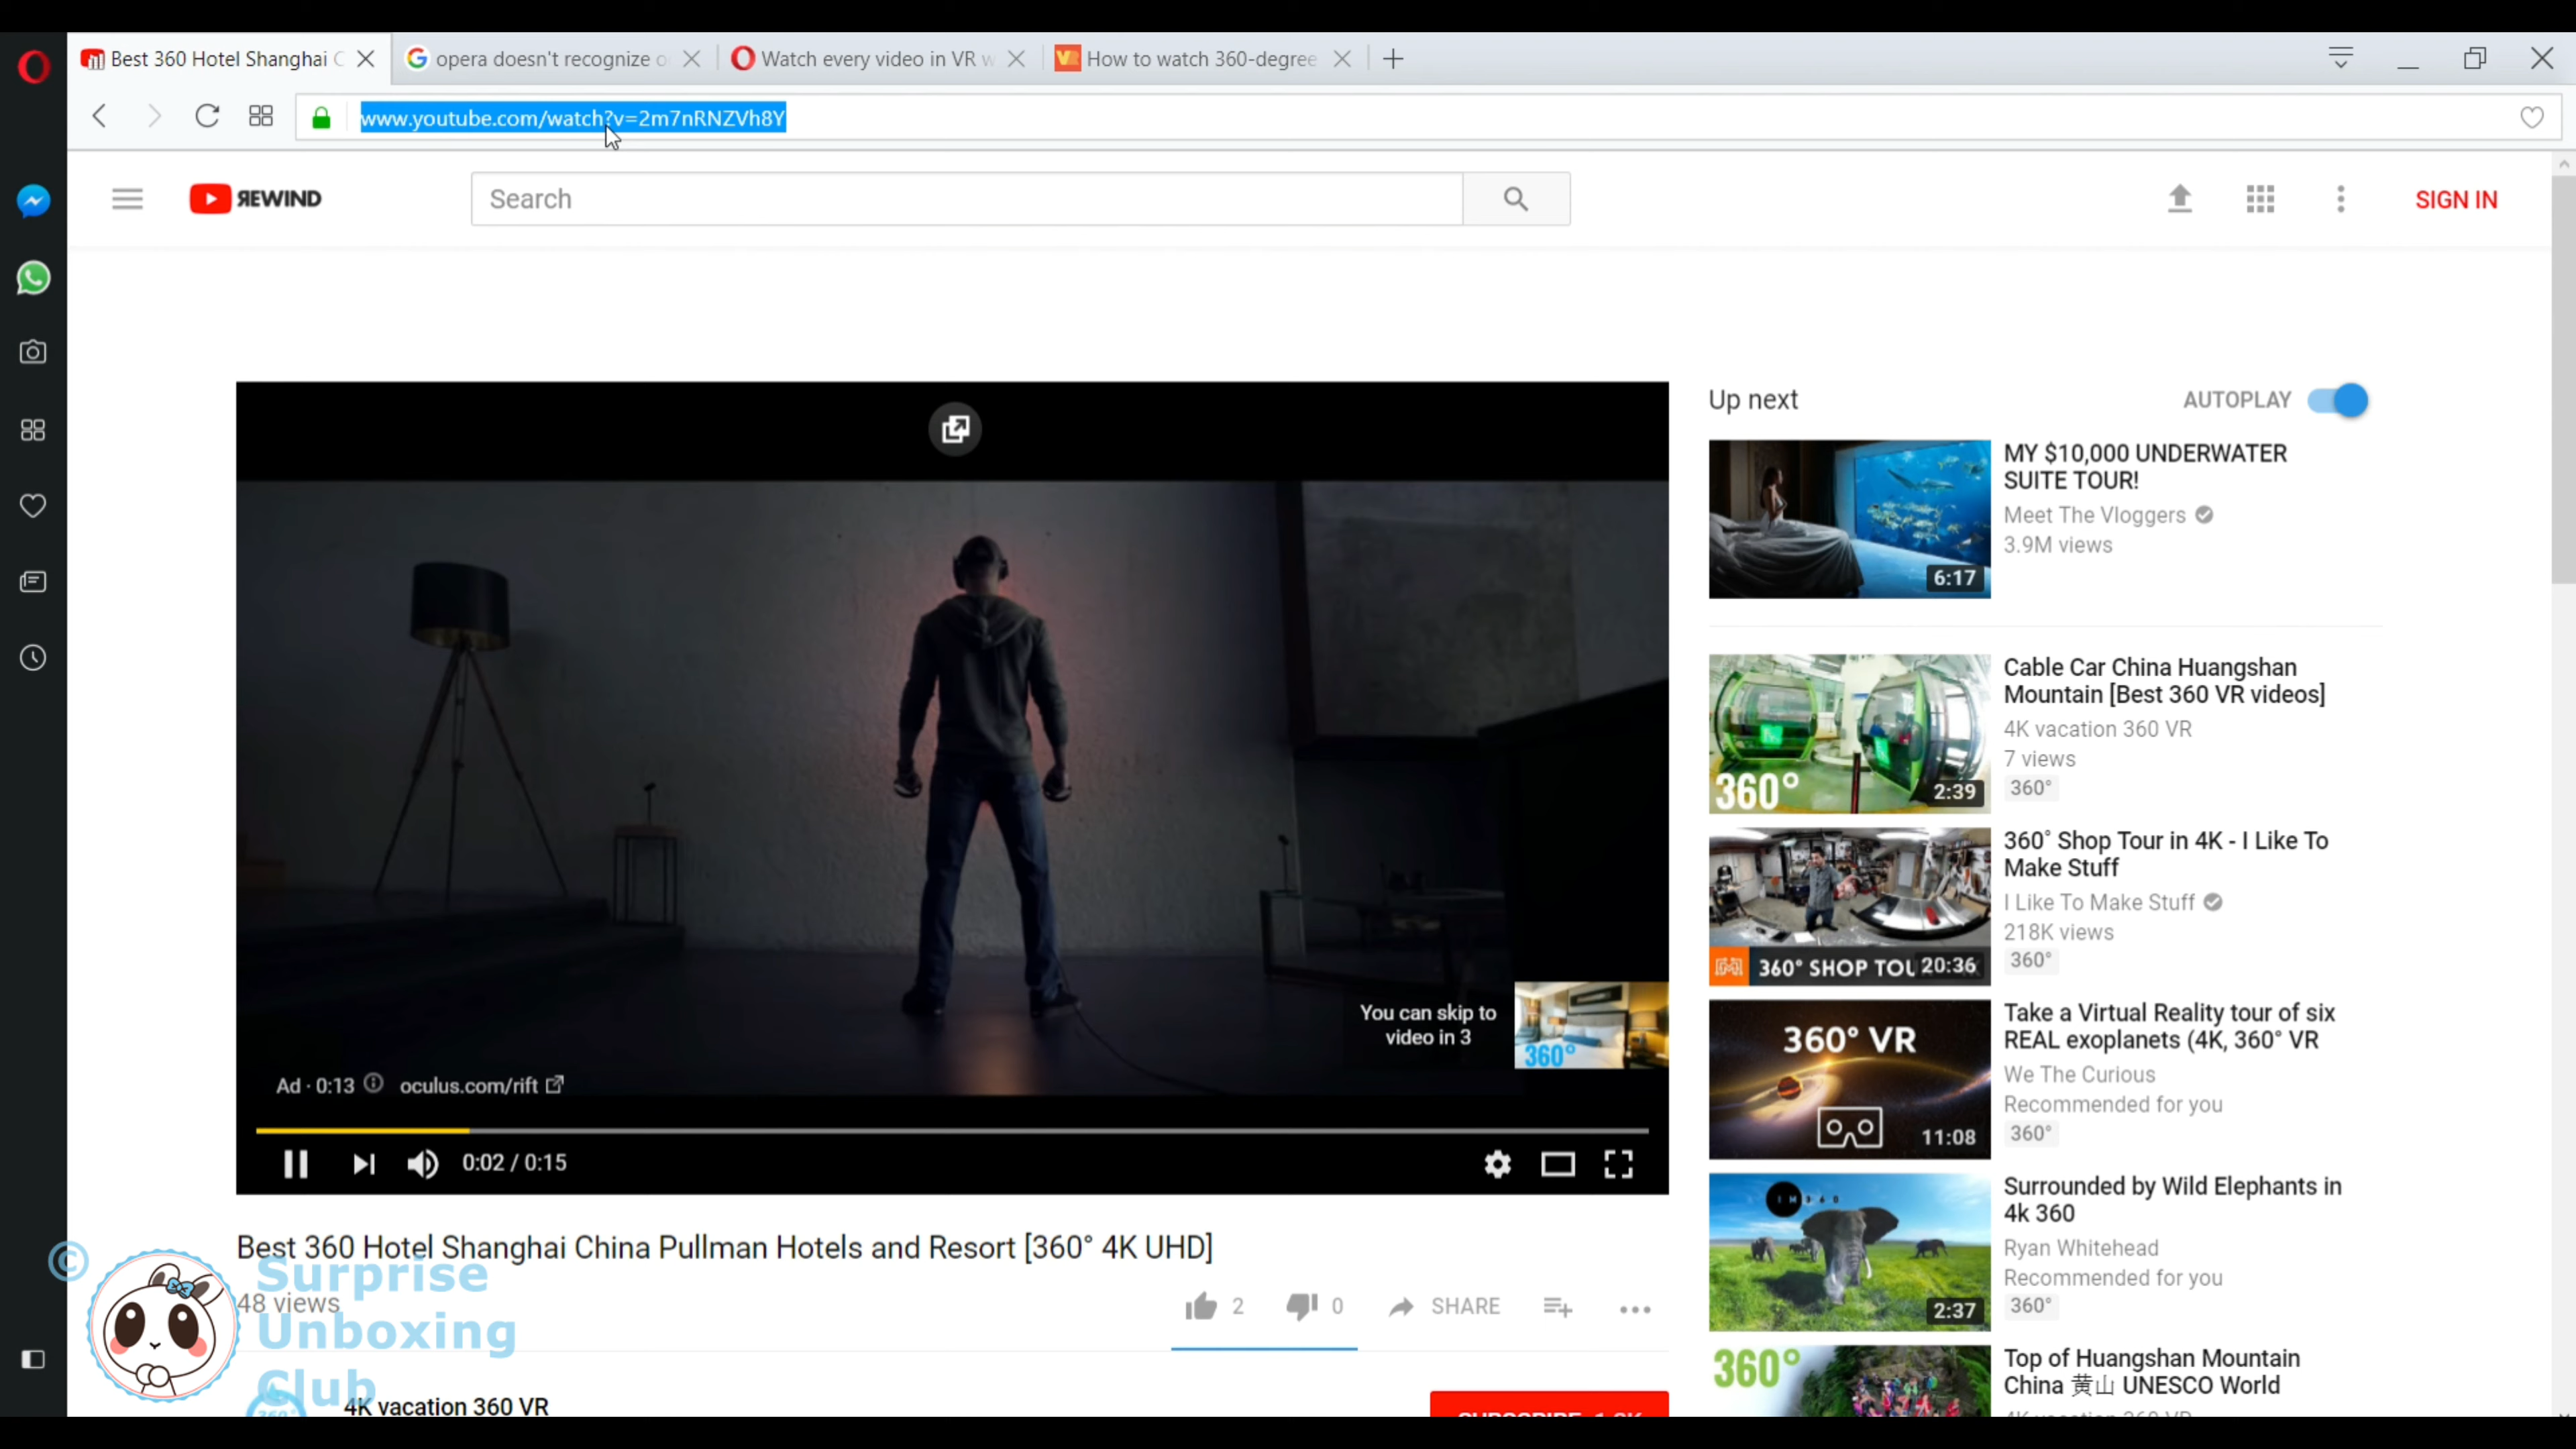 Best 360 Hotel Shanghai C
opera doesn't recognize o
Watch every video in VR w
How to watch 360-degree
www.youtube.com/watch?v=2m7nRNZVh8Y
ЯEWIND
Search
SIGN IN
You can skip to
video in 3
360°
Ad · 0:13
oculus.com/rift
0:02 / 0:15
Best 360 Hotel Shanghai China Pullman Hotels and Resort [360° 4K UHD]
48 views
2
0
SHARE
4K vacation 360 VR
©
Surprise
Unboxing
Club
Up next
AUTOPLAY
6:17
MY $10,000 UNDERWATER
SUITE TOUR!
Meet The Vloggers
3.9M views
360°
2:39
Cable Car China Huangshan
Mountain [Best 360 VR videos]
4K vacation 360 VR
7 views
360°
360° SHOP TOU
20:36
360° Shop Tour in 4K - I Like To
Make Stuff
I Like To Make Stuff
218K views
360°
360° VR
11:08
Take a Virtual Reality tour of six
REAL exoplanets (4K, 360° VR
We The Curious
Recommended for you
360°
2:37
Surrounded by Wild Elephants in
4k 360
Ryan Whitehead
Recommended for you
360°
360°
Top of Huangshan Mountain
China 黄山 UNESCO World
4K vacation 360 VR